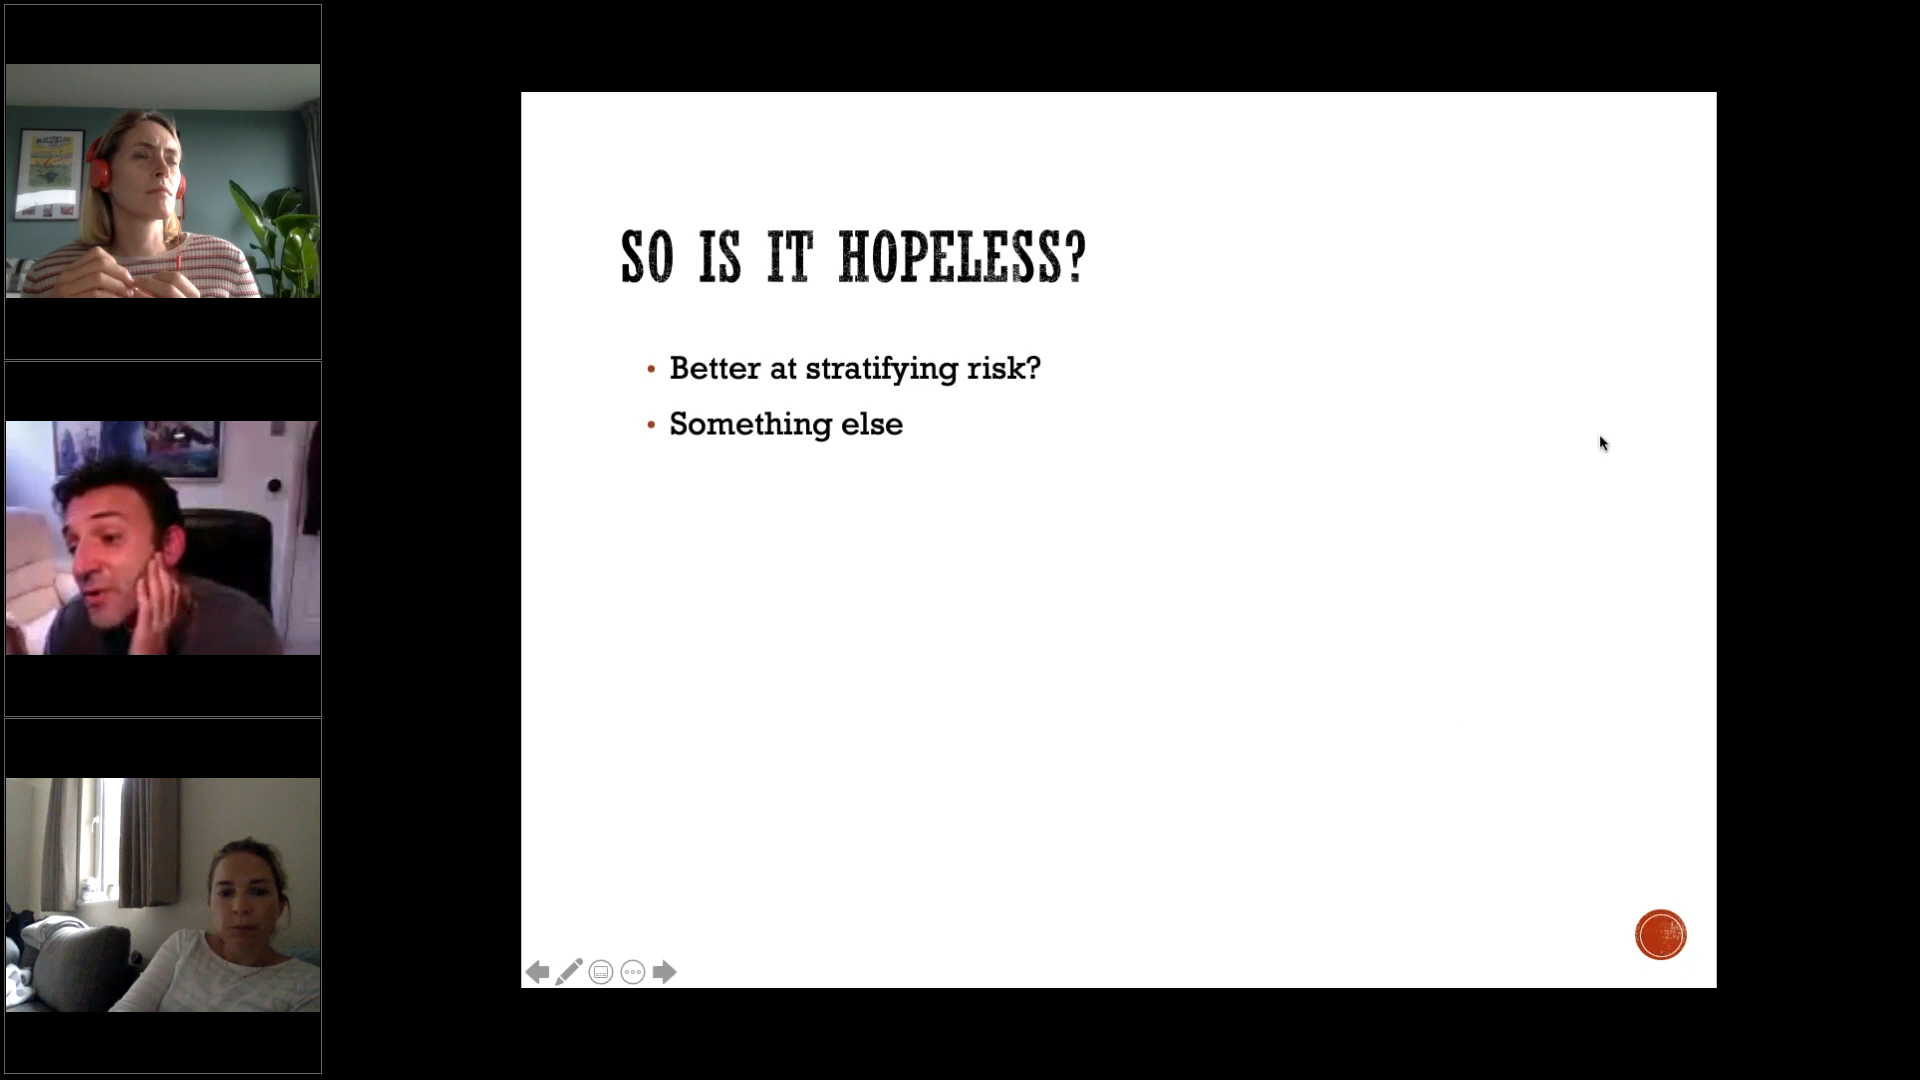 SO IS IT HOPELESS?
• Better at stratifying risk?
• Something else